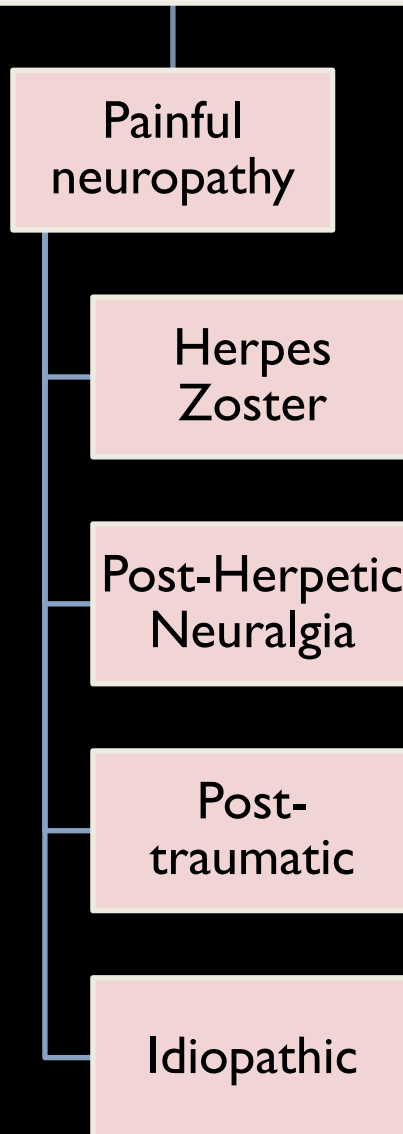 Painful
neuropathy
Herpes
Zoster
Post-Herpetic
Neuralgia
Post-
traumatic
Idiopathic